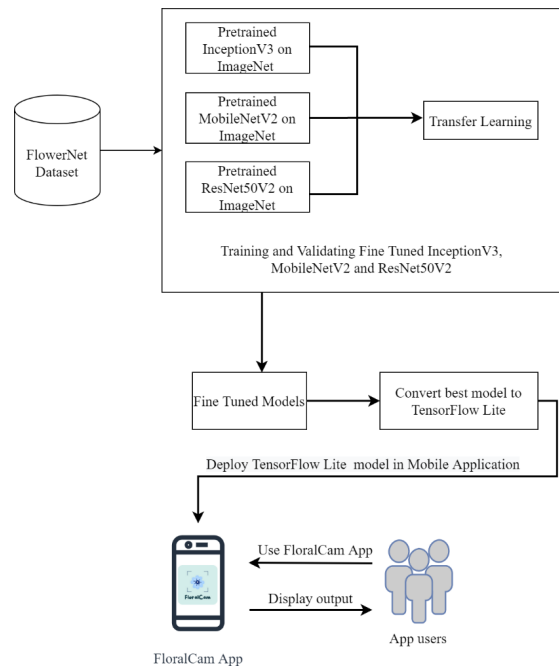 Pretrained
InceptionV3 on
ImageNet
Pretrained
MobileNetV2 on
ImageNet
Pretrained
ResNet50V2 on
ImageNet
Transfer Learning
FlowerNet
Dataset
Training and Validating Fine Tuned InceptionV3,
MobileNetV2 and ResNet50V2
Fine Tuned Models
Convert best model to
TensorFlow Lite
Deploy TensorFlow Lite model in Mobile Application
FloralCam
Use FloralCam App
Display output
FloralCam App
App users